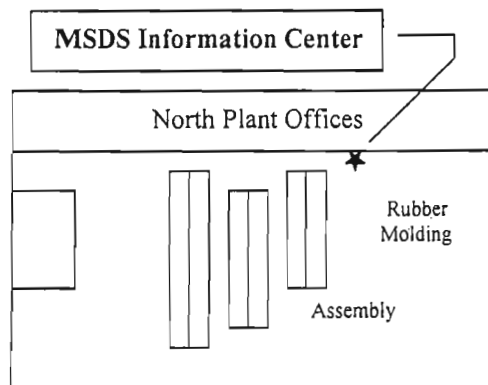 MSDS Information Center
North Plant Offices
Rubber
Molding
Assembly